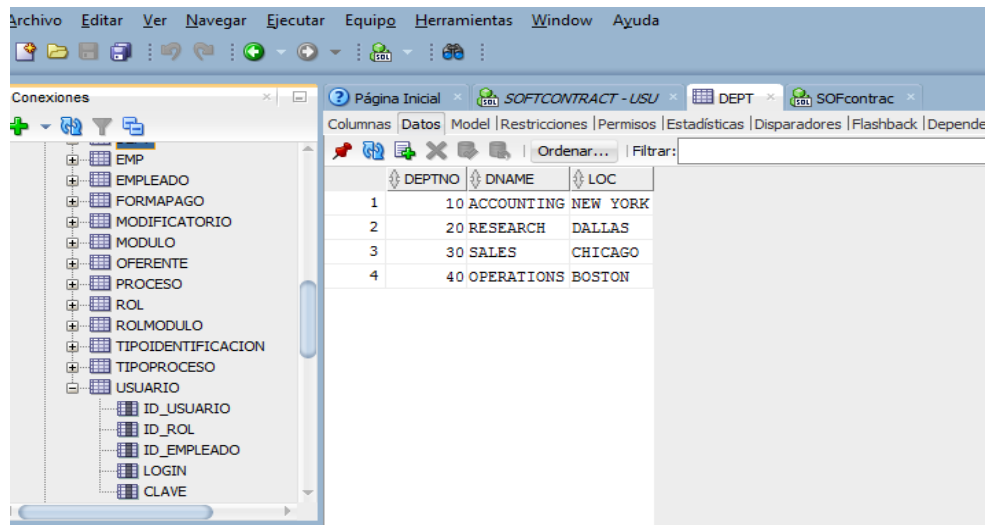 Archivo Editar Ver Navegar Ejecutar Equipo Herramientas Window Ayuda
Conexiones
EMP
EMPLEADO
FORMAPAGO
MODIFICATORIO
MODULO
OFERENTE
PROCESO
ROL
ROLMODULO
TIPOIDENTIFICACION
TIPOPROCESO
USUARIO
ID_USUARIO
ID_ROL
ID_EMPLEADO
LOGIN
CLAVE
Página Inicial SOFTCONTRACT - USU DEPT SOFcontrac
Columnas Datos Model Restricciones Permisos Estadísticas Disparadores Flashback Depende
Ordenar... Filtrar:
DEPTNO DNAME LOC
1 10 ACCOUNTING NEW YORK
2 20 RESEARCH DALLAS
3 30 SALES CHICAGO
4 40 OPERATIONS BOSTON